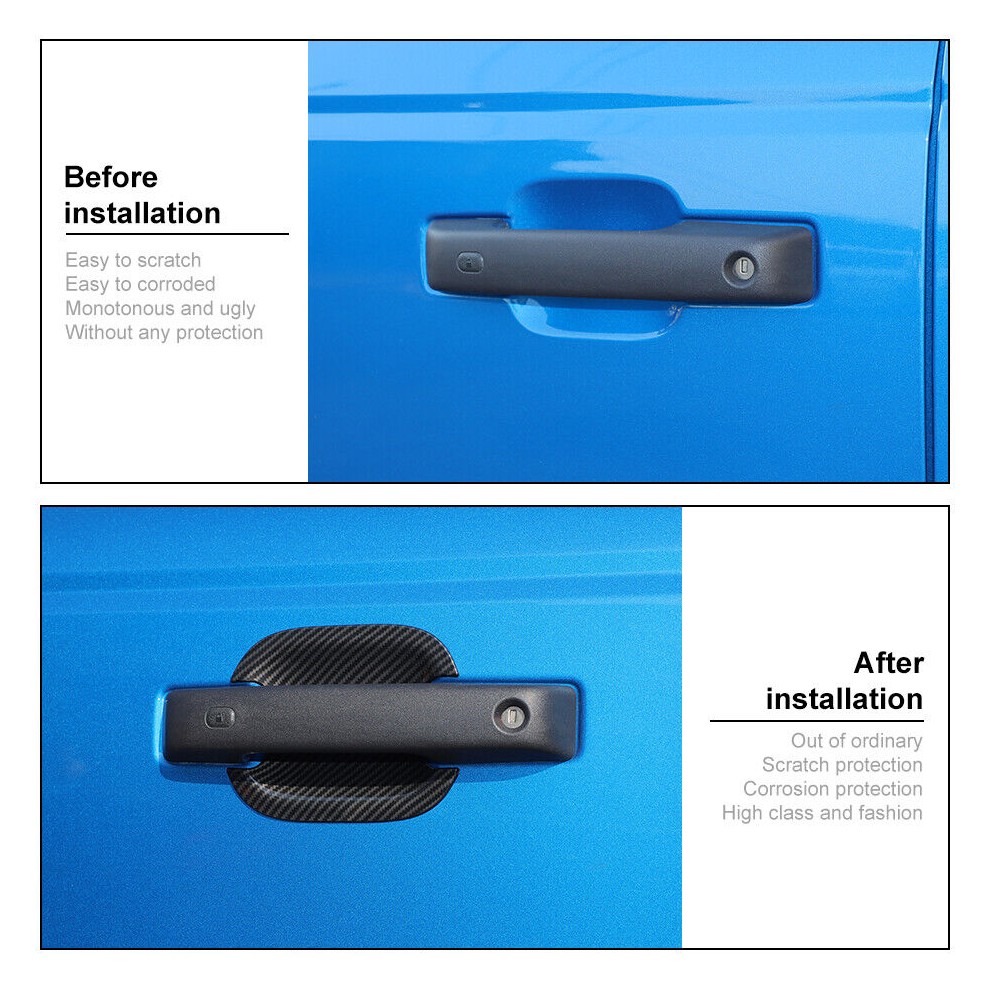 Before
installation
Easy to scratch
Easy to corroded
Monotonous and ugly
Without any protection
After
installation
Out of ordinary
Scratch protection
Corrosion protection
High class and fashion